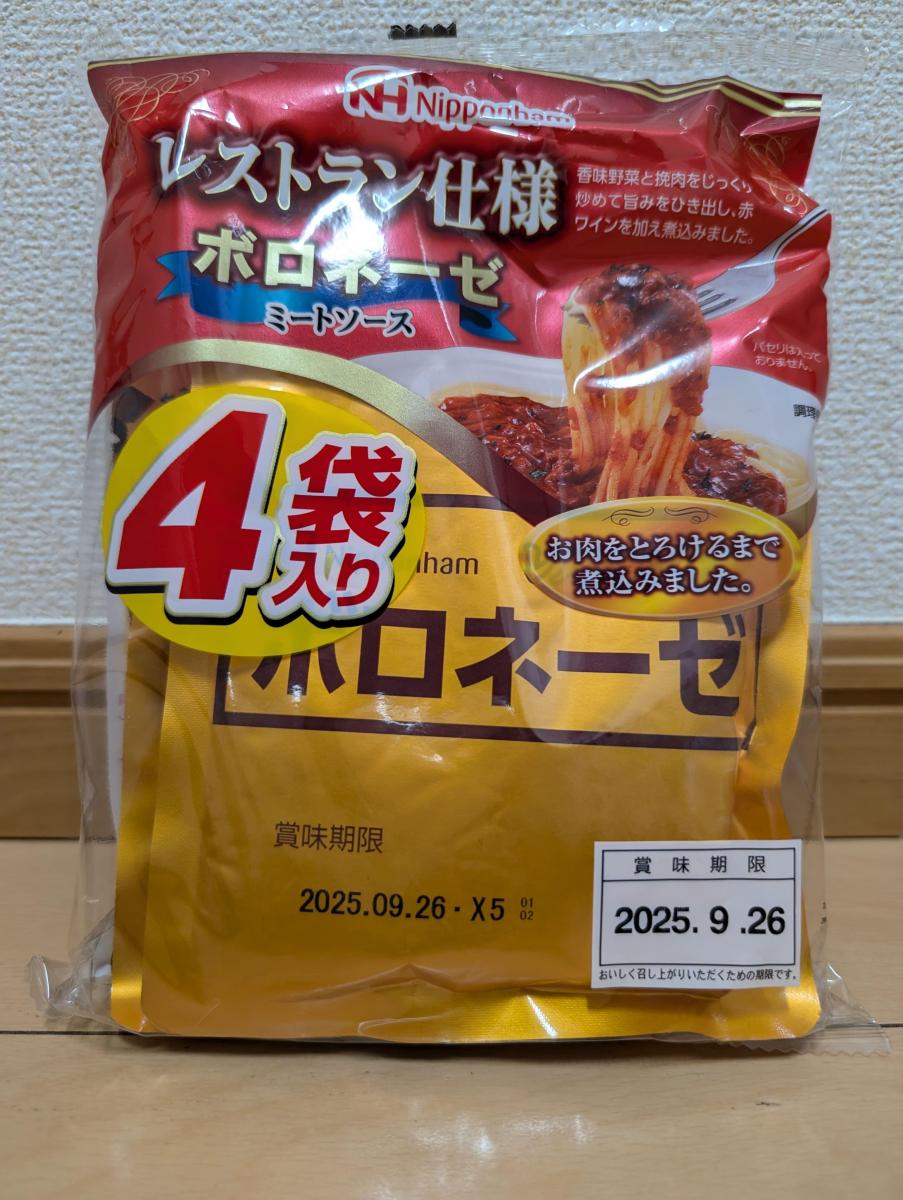 NH Nipponham
レストラン仕様
香味野菜と挽肉をじっくり
炒めて旨みをひき出し、赤
ワインを加え煮込みました。
ボロネーゼ
ミートソース
パセリは入って
おりません。
調理
4袋入り
お肉をとろけるまで
煮込みました。
ham
ボロネーゼ
賞味期限
2025.09.26・X5 01
02
賞味期限
2025. 9 .26
おいしく召し上がりいただくための期限です。